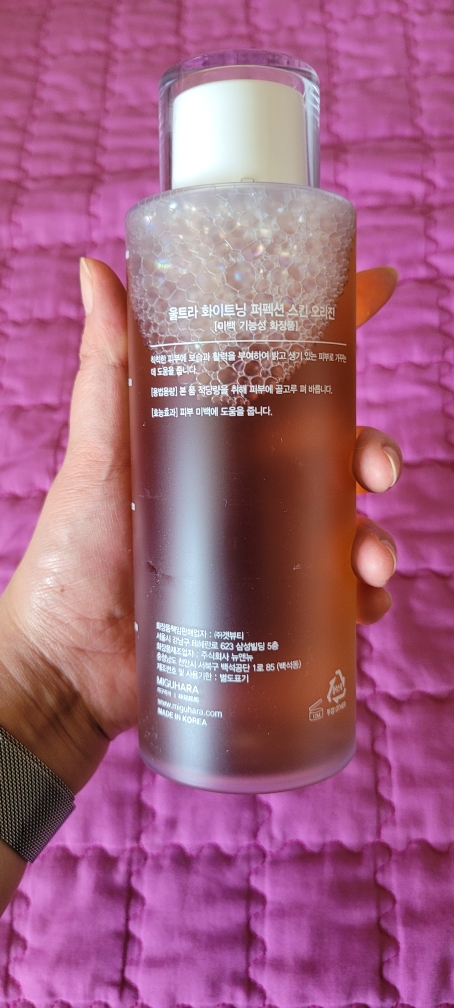 울트라 화이트닝 퍼펙션 스킨 오리진
[미백 기능성 화장품]
칙칙한 피부에 보습과 활력을 부여하여 밝고 생기 있는 피부로 가꾸는
데 도움을 줍니다.
[용법용량] 본 품 적당량을 취해 피부에 골고루 펴 바릅니다.
[효능효과] 피부 미백에 도움을 줍니다.
화장품책임판매업자 : ㈜겟뷰티
서울시 강남구 테헤란로 623 삼성빌딩 5층
화장품제조업자 : 주식회사 뉴앤뉴
충청남도 천안시 서북구 백석공단 1로 85 (백석동)
제조번호 및 사용기한 : 별도표기
MIGUHARA
www.miguhara.com
MADE IN KOREA
12M